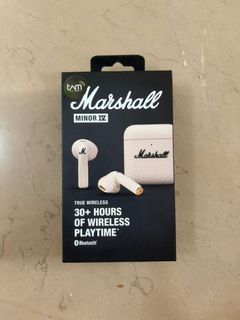 tam
Marshall
MINOR IV
M
Marshall
TRUE WIRELESS
30+ HOURS
OF WIRELESS
PLAYTIME*
Bluetooth®